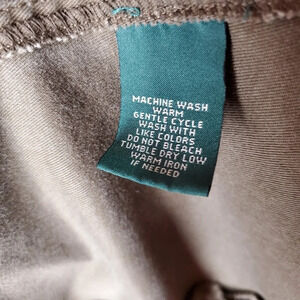 MACHINE WASH
WARM
GENTLE CYCLE
WASH WITH
LIKE COLORS
DO NOT BLEACH
TUMBLE DRY LOW
WARM IRON
IF NEEDED